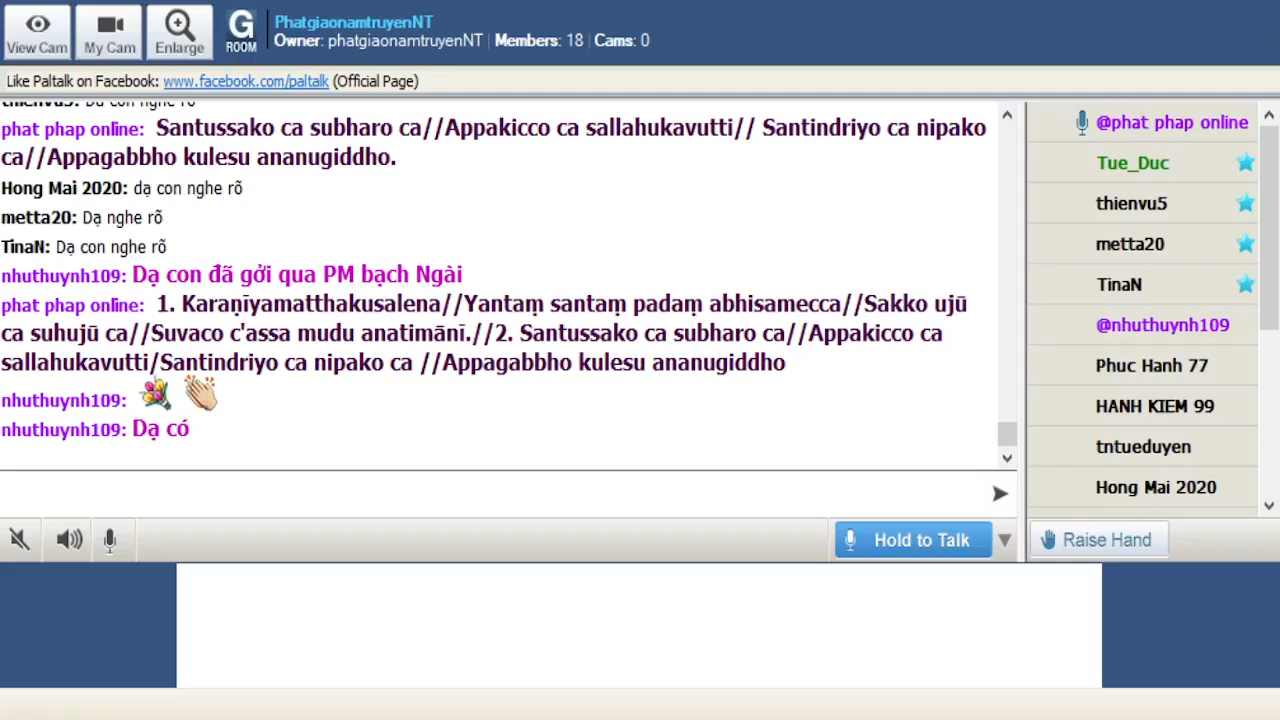 PhatgiaonamtruyenNT
Owner: phatgiaonamtruyenNT | Members: 18 | Cams: 0
View Cam
My Cam
Enlarge
G
ROOM
Like Paltalk on Facebook: www.facebook.com/paltalk (Official Page)
thienvu5: Dạ con nghe rõ
phat phap online: Santussako ca subharo ca//Appakicco ca sallahukavutti// Santindriyo ca nipako
ca//Appagabbho kulesu ananugiddho.
Hong Mai 2020: dạ con nghe rõ
metta20: Dạ nghe rõ
TinaN: Dạ con nghe rõ
nhuthuynh109: Dạ con đã gởi qua PM bạch Ngài
phat phap online: 1. Karaṇīyamatthakusalena//Yantaṃ santaṃ padaṃ abhisamecca//Sakko ujū
ca suhujū ca//Suvaco c'assa mudu anatimānī.//2. Santussako ca subharo ca//Appakicco ca
sallahukavutti/Santindriyo ca nipako ca //Appagabbho kulesu ananugiddho
nhuthuynh109:
nhuthuynh109: Dạ có
@phat phap online
Tue_Duc
thienvu5
metta20
TinaN
@nhuthuynh109
Phuc Hanh 77
HANH KIEM 99
tntueduyen
Hong Mai 2020
Hold to Talk
Raise Hand